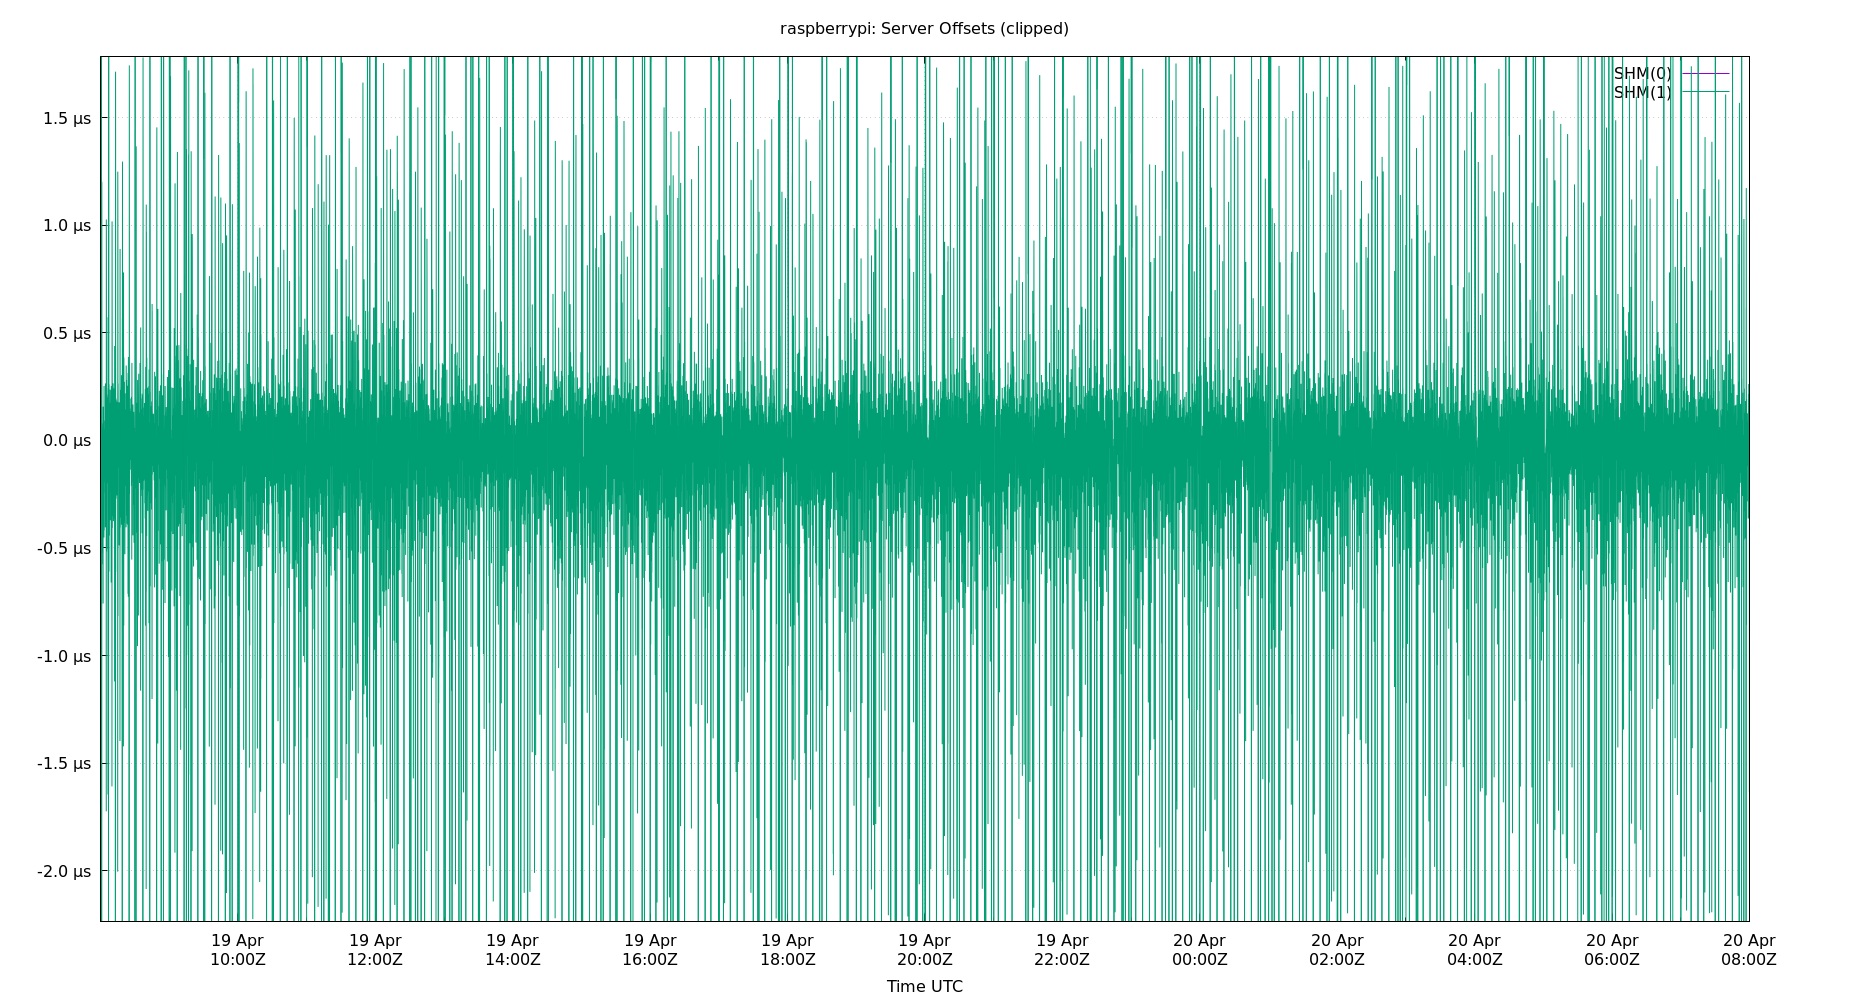 raspberrypi: Server Offsets (clipped)
SHM(0)
SHM(1)
1.5 µs
1.0 µs
0.5 µs
0.0 µs
-0.5 µs
-1.0 µs
-1.5 µs
-2.0 µs
19 Apr 19 Apr 19 Apr 19 Apr 19 Apr 19 Apr 19 Apr 20 Apr 20 Apr 20 Apr 20 Apr 20 Apr
10:00Z 12:00Z 14:00Z 16:00Z 18:00Z 20:00Z 22:00Z 00:00Z 02:00Z 04:00Z 06:00Z 08:00Z
Time UTC